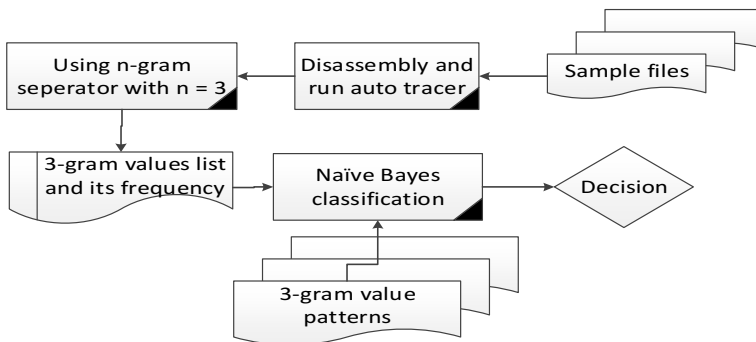 Using n-gram
seperator with n = 3
Disassembly and
run auto tracer
Sample files
3-gram values list
and its frequency
Naïve Bayes
classification
Decision
3-gram value
patterns